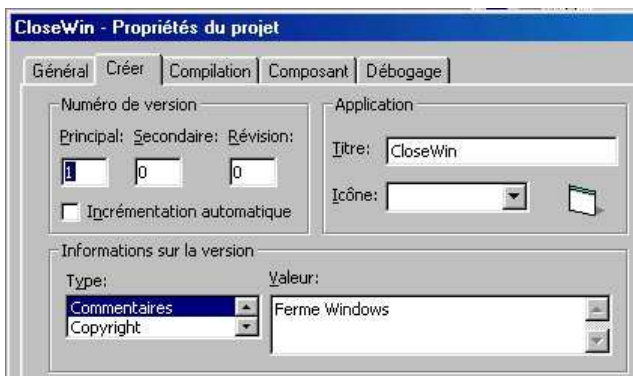 CloseWin - Propriétés du projet
Général Créer Compilation Composant Débogage
Numéro de version
Principal: Secondaire: Révision:
1 0 0
Incrémentation automatique
Application
Titre: CloseWin
Icône:
Informations sur la version
Type: Valeur:
Commentaires Ferme Windows
Copyright